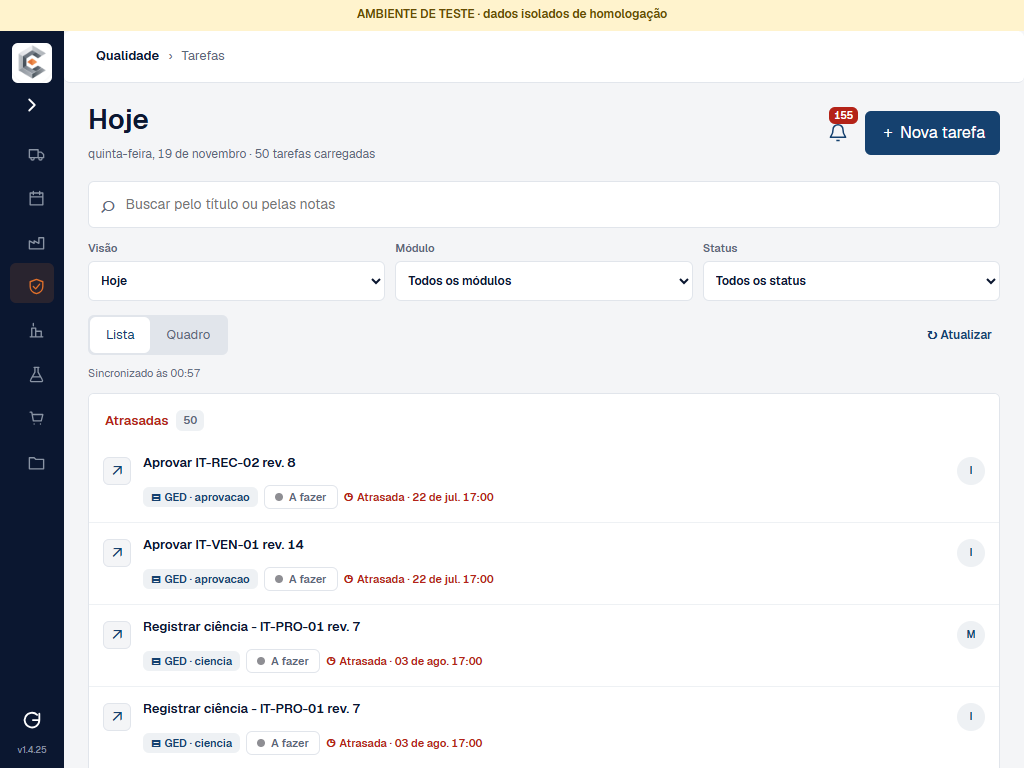 AMBIENTE DE TESTE · dados isolados de homologação
Qualidade › Tarefas
Hoje
quinta-feira, 19 de novembro · 50 tarefas carregadas
155
+ Nova tarefa
Buscar pelo título ou pelas notas
Visão
Módulo
Status
Hoje
Todos os módulos
Todos os status
Lista
Quadro
↻ Atualizar
Sincronizado às 00:57
Atrasadas 50
Aprovar IT-REC-02 rev. 8
I
GED · aprovacao
A fazer
Atrasada · 22 de jul. 17:00
Aprovar IT-VEN-01 rev. 14
I
GED · aprovacao
A fazer
Atrasada · 22 de jul. 17:00
Registrar ciência - IT-PRO-01 rev. 7
M
GED · ciencia
A fazer
Atrasada · 03 de ago. 17:00
Registrar ciência - IT-PRO-01 rev. 7
I
GED · ciencia
A fazer
Atrasada · 03 de ago. 17:00
v1.4.25